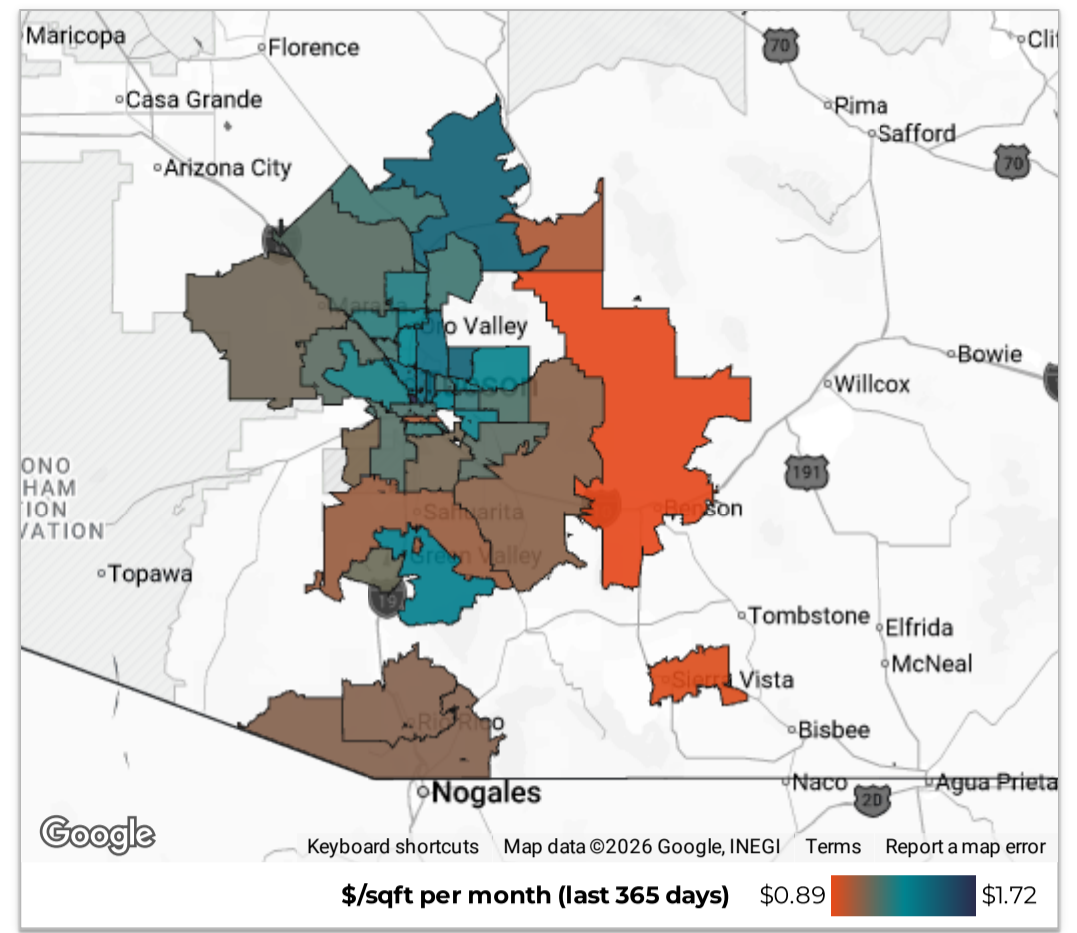 Maricopa
Florence
70
Clif
Casa Grande
Pima
Safford
Arizona City
70
Marana
Oro Valley
Bowie
Tucson
Willcox
191
ONO
HAM
TION
VATION
Sahuarita
Benson
Green Valley
Topawa
19
Tombstone
Elfrida
McNeal
Sierra Vista
Rio Rico
Bisbee
Nogales
Naco
Agua Prieta
20
Google
Keyboard shortcuts
Map data ©2026 Google, INEGI
Terms
Report a map error
$/sqft per month (last 365 days)
$0.89
$1.72